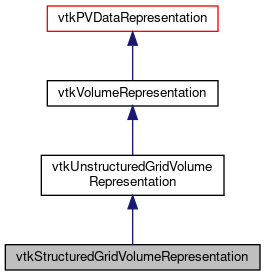 vtkPVDataRepresentation
vtkVolumeRepresentation
vtkUnstructuredGridVolume
Representation
vtkStructuredGridVolumeRepresentation